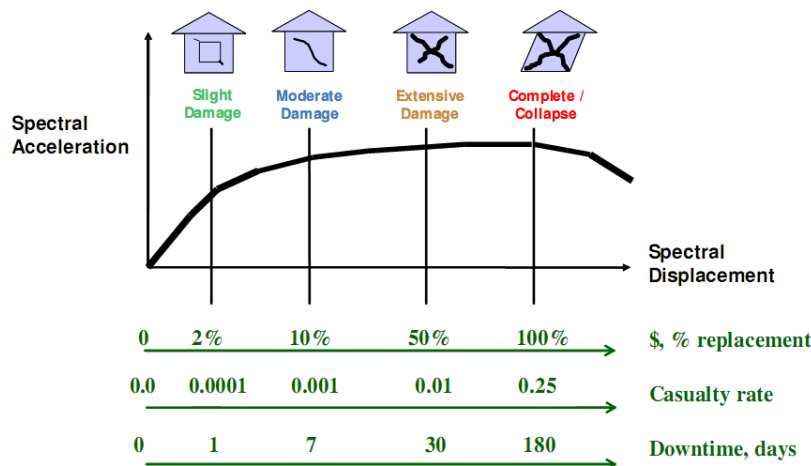 Slight
Damage
Moderate
Damage
Extensive
Damage
Complete /
Collapse
Spectral
Acceleration
Spectral
Displacement
0 2% 10% 50% 100% $, % replacement
0.0 0.0001 0.001 0.01 0.25 Casualty rate
0 1 7 30 180 Downtime, days